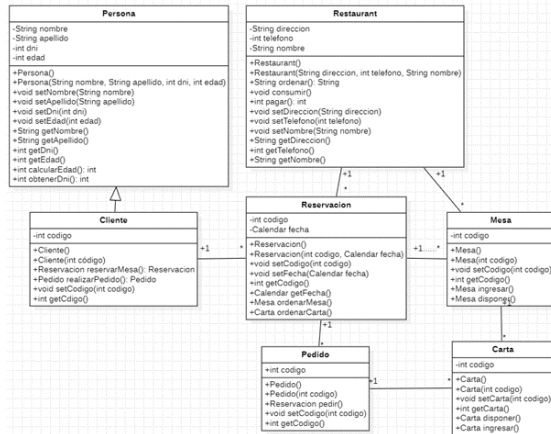 Persona
-String nombre
-String apellido
-int dni
-int edad
+Persona()
+Persona(String nombre, String apellido, int dni, int edad)
+void setNombre(String nombre)
+void setApellido(String apellido)
+void setDni(int dni)
+void setEdad(int edad)
+String getNombre()
+String getApellido()
+int getDni()
+int getEdad()
+int calcularEdad(): int
+int obtenerDni(): int
Restaurant
-String direccion
-int telefono
-String nombre
+Restaurant()
+Restaurant(String direccion, int telefono, String nombre)
+String ordenar(): String
+void consumir()
+int pagar(): int
+void setDireccion(String direccion)
+void setTelefono(int telefono)
+void setNombre(String nombre)
+String getDireccion()
+int getTelefono()
+String getNombre()
+1
*
+1
*
Cliente
-int codigo
+Cliente()
+Cliente(int código)
+Reservacion reservarMesa(): Reservacion
+Pedido realizarPedido(): Pedido
+void setCodigo(int codigo)
+int getCdigo()
+1
*
Reservacion
-int codigo
-Calendar fecha
+Reservacion()
+Reservacion(int codigo, Calendar fecha)
+void setCodigo(int codigo)
+void setFecha(Calendar fecha)
+int getCodigo()
+Calendar getFecha()
+Mesa ordenarMesa()
+Carta ordenarCarta()
+1.....*
Mesa
-int codigo
+Mesa()
+Mesa(int codigo)
+void setCodigo(int codigo)
+int getCodigo()
+Mesa ingresar()
+Mesa disponer()
+1
*
+1
*
Pedido
+int codigo
+Pedido()
+Pedido(int codigo)
+Reservacion pedir()
+void setCodigo(int codigo)
+int getCodigo()
+1
*
Carta
-int codigo
+Carta()
+Carta(int codigo)
+void setCarta(int codigo)
+int getCarta()
+Carta disponer()
+Carta ingresar()